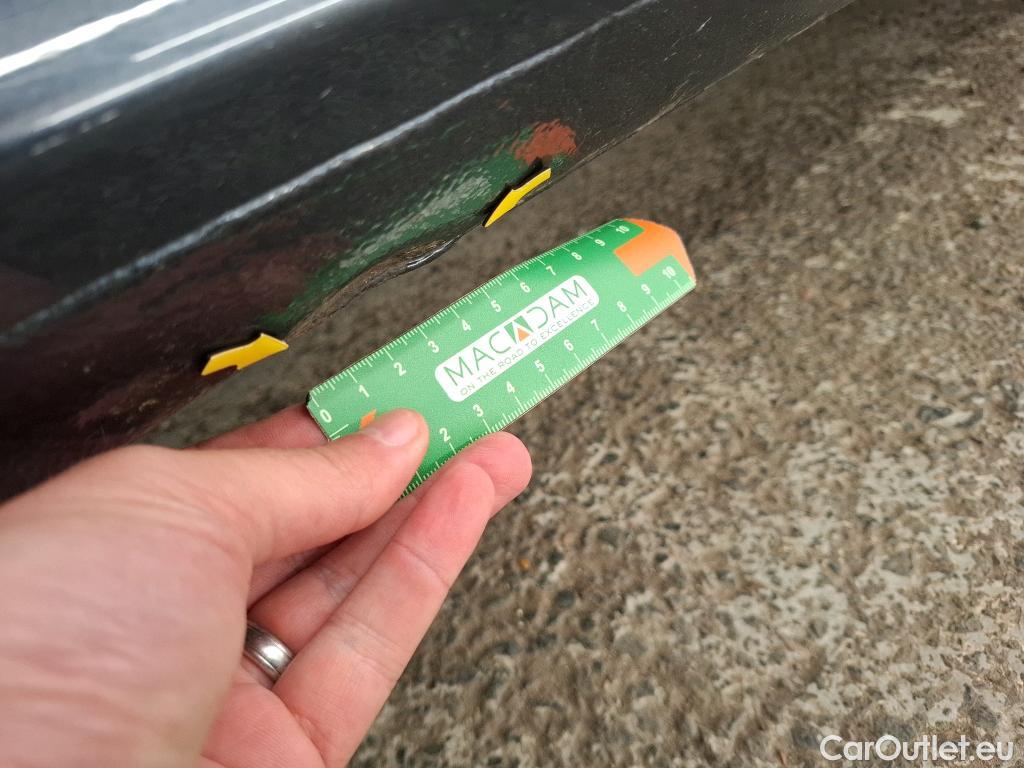 0 1 2 3 4 5 6 7 8 9 10
MACADAM
ON THE ROAD TO EXCELLENCE
2 3 4 5 6 7 8 9 10
CarOutlet.eu